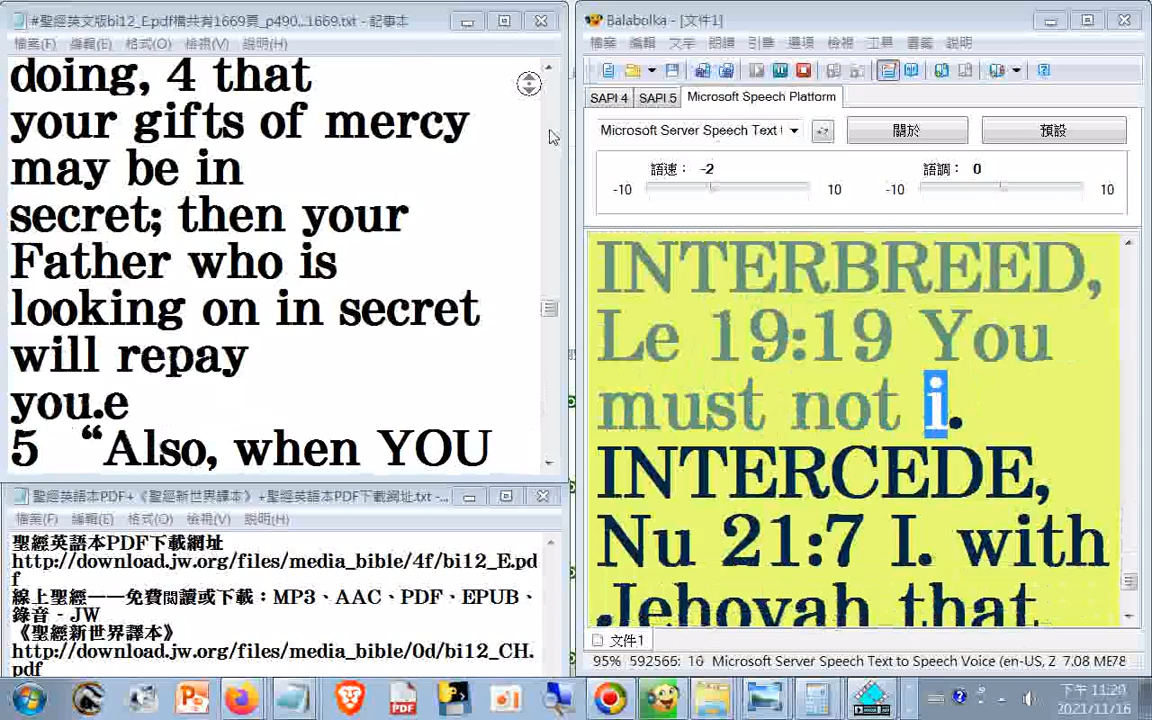 #聖經英文版bi12_E.pdf橫共有1669頁_p490...1669.txt - 記事本
檔案(F) 編輯(E) 格式(O) 檢視(V) 說明(H)
doing, 4 that
your gifts of mercy
may be in
secret; then your
Father who is
looking on in secret
will repay
you.e
5 “Also, when YOU
聖經英語本PDF+《聖經新世界譯本》+聖經英語本PDF下載網址.txt - ...
檔案(F) 編輯(E) 格式(O) 檢視(V) 說明(H)
聖經英語本PDF下載網址
http://download.jw.org/files/media_bible/4f/bi12_E.pd
f
線上聖經——免費閱讀或下載：MP3、AAC、PDF、EPUB、
錄音 - JW
《聖經新世界譯本》
http://download.jw.org/files/media_bible/0d/bi12_CH.
pdf
Balabolka - [文件1]
檔案 編輯 文字 朗讀 引擎 選項 檢視 工具 書籤 說明
SAPI 4 SAPI 5 Microsoft Speech Platform
Microsoft Server Speech Text 關於 預設
語速： -2 語調： 0
-10 10 -10 10
INTERBREED,
Le 19:19 You
must not i.
INTERCEDE,
Nu 21:7 I. with
Jehovah that
文件1
95% 592565: 10 Microsoft Server Speech Text to Speech Voice (en-US, Z 7.08 ME78
下午 11:20
2021/11/16